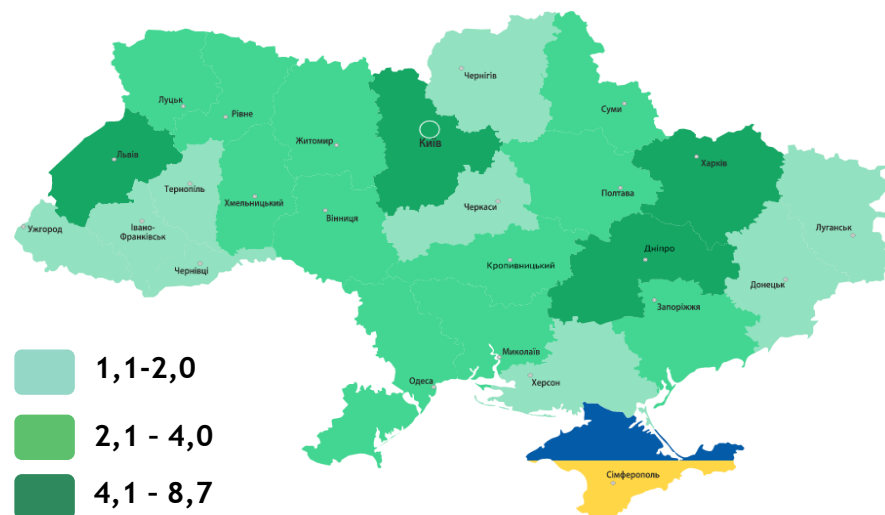 Чернігів
Луцьк
Рівне
Суми
Житомир
Київ
Львів
Харків
Тернопіль
Хмельницький
Вінниця
Черкаси
Полтава
Ужгород
Івано-
Франківськ
Луганськ
Чернівці
Кропивницький
Дніпро
Донецьк
Запоріжжя
Миколаїв
Одеса
Херсон
Сімферополь
1,1-2,0
2,1 - 4,0
4,1 - 8,7